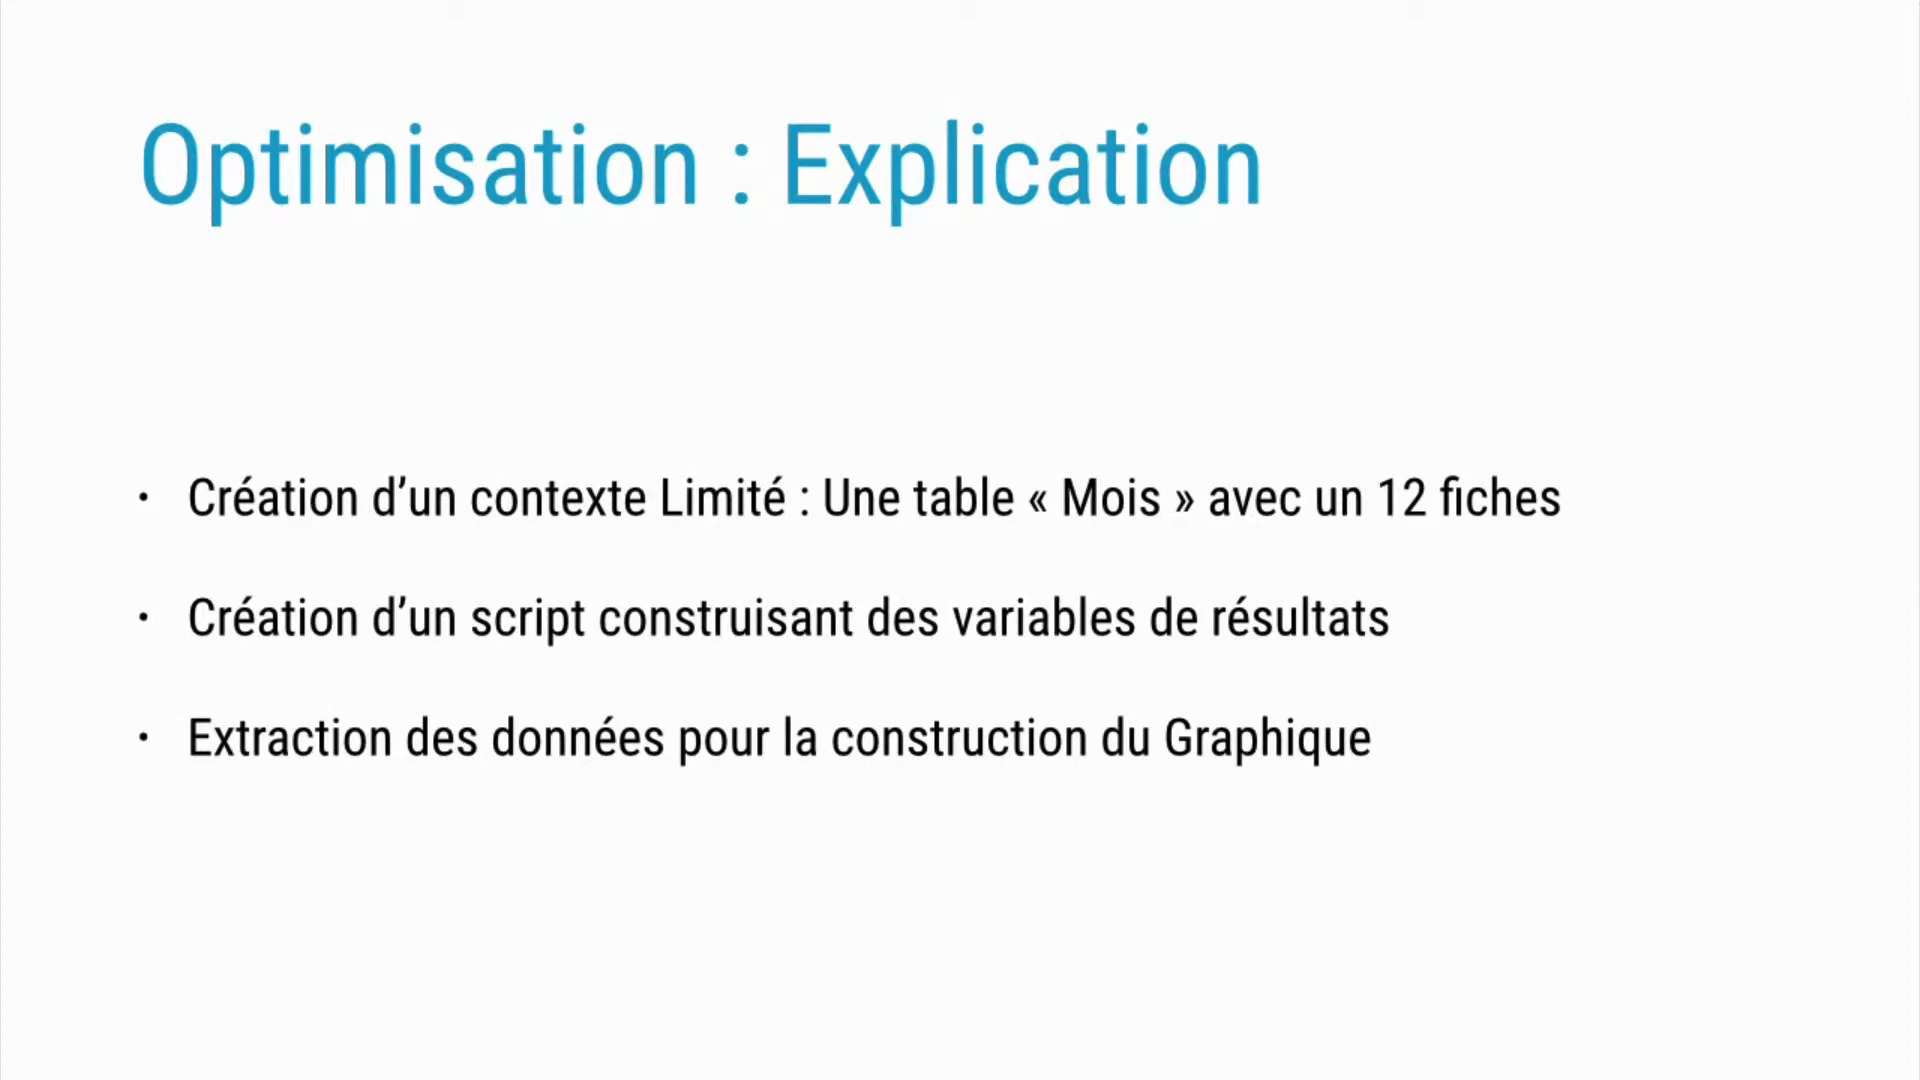 Optimisation : Explication
· Création d’un contexte Limité : Une table « Mois » avec un 12 fiches
· Création d’un script construisant des variables de résultats
· Extraction des données pour la construction du Graphique